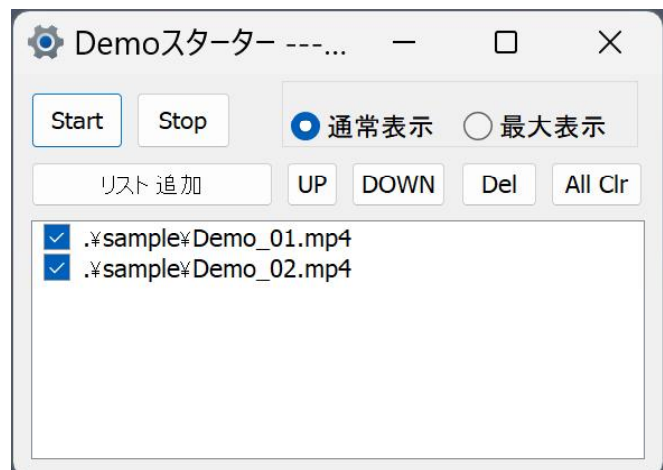 Demoスターター ---...
Start Stop 通常表示 最大表示
リスト 追加 UP DOWN Del All Clr
.¥sample¥Demo_01.mp4
.¥sample¥Demo_02.mp4